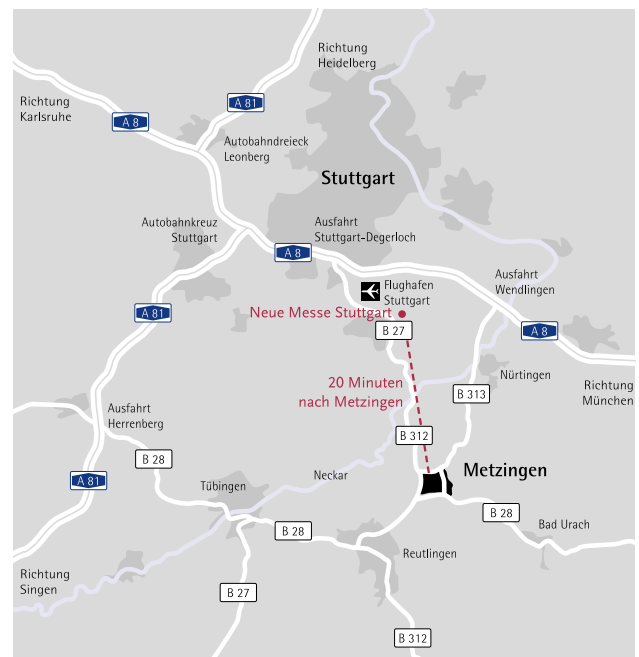 Richtung
Heidelberg
Richtung
Karlsruhe
A 81
A 8
Autobahndreieck
Leonberg
Stuttgart
Autobahnkreuz
Stuttgart
Ausfahrt
Stuttgart-Degerloch
A 8
Ausfahrt
Wendlingen
Flughafen
Stuttgart
Neue Messe Stuttgart
A 81
B 27
A 8
20 Minuten
nach Metzingen
Nürtingen
Richtung
München
B 313
Ausfahrt
Herrenberg
B 312
B 28
A 81
Tübingen
Neckar
Metzingen
B 28
Bad Urach
B 28
Reutlingen
Richtung
Singen
B 27
B 312